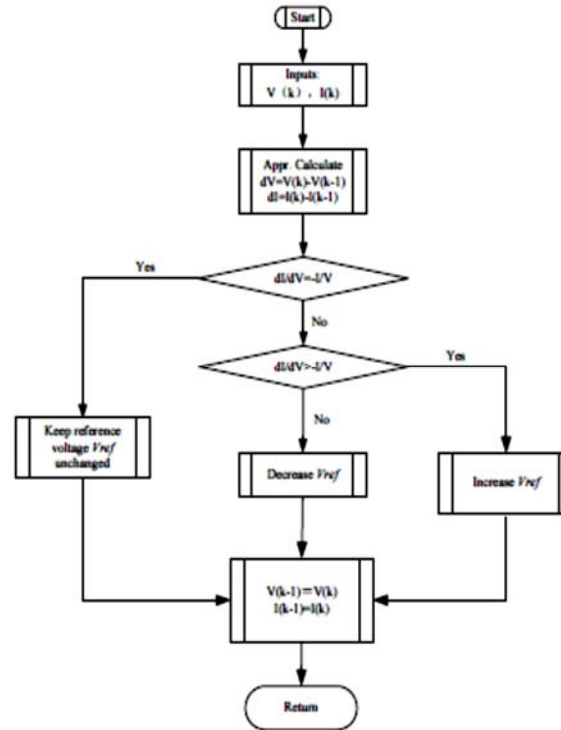 Start
Inputs:
V（k）, I(k)
Appr. Calculate
dV=V(k)-V(k-1)
dI=I(k)-I(k-1)
dI/dV=-I/V
Yes
No
dI/dV>-I/V
Yes
No
Keep reference
voltage Vref
unchanged
Decrease Vref
Increase Vref
V(k-1)=V(k)
I(k-1)=I(k)
Return